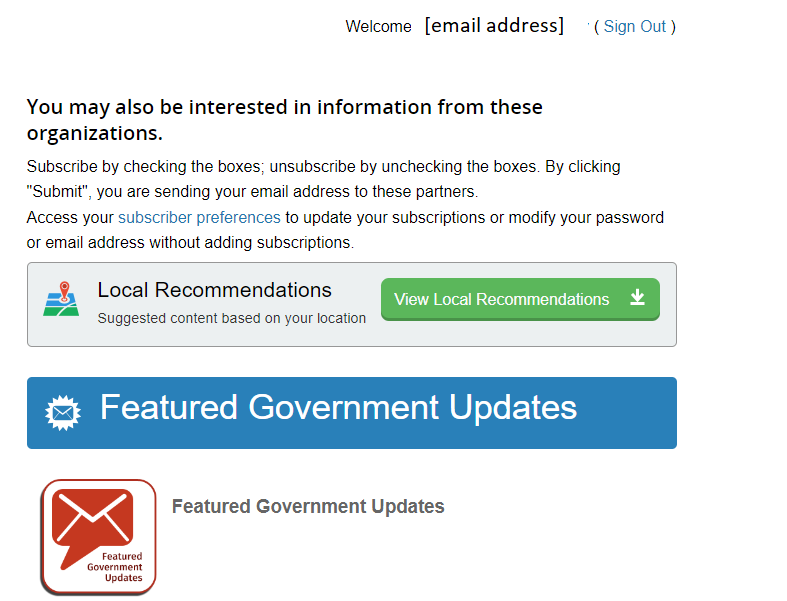 Welcome [email address] ( Sign Out )
You may also be interested in information from these
organizations.
Subscribe by checking the boxes; unsubscribe by unchecking the boxes. By clicking
"Submit", you are sending your email address to these partners.
Access your subscriber preferences to update your subscriptions or modify your password
or email address without adding subscriptions.
Local Recommendations
Suggested content based on your location
View Local Recommendations
Featured Government Updates
Featured Government Updates
Featured
Government
Updates